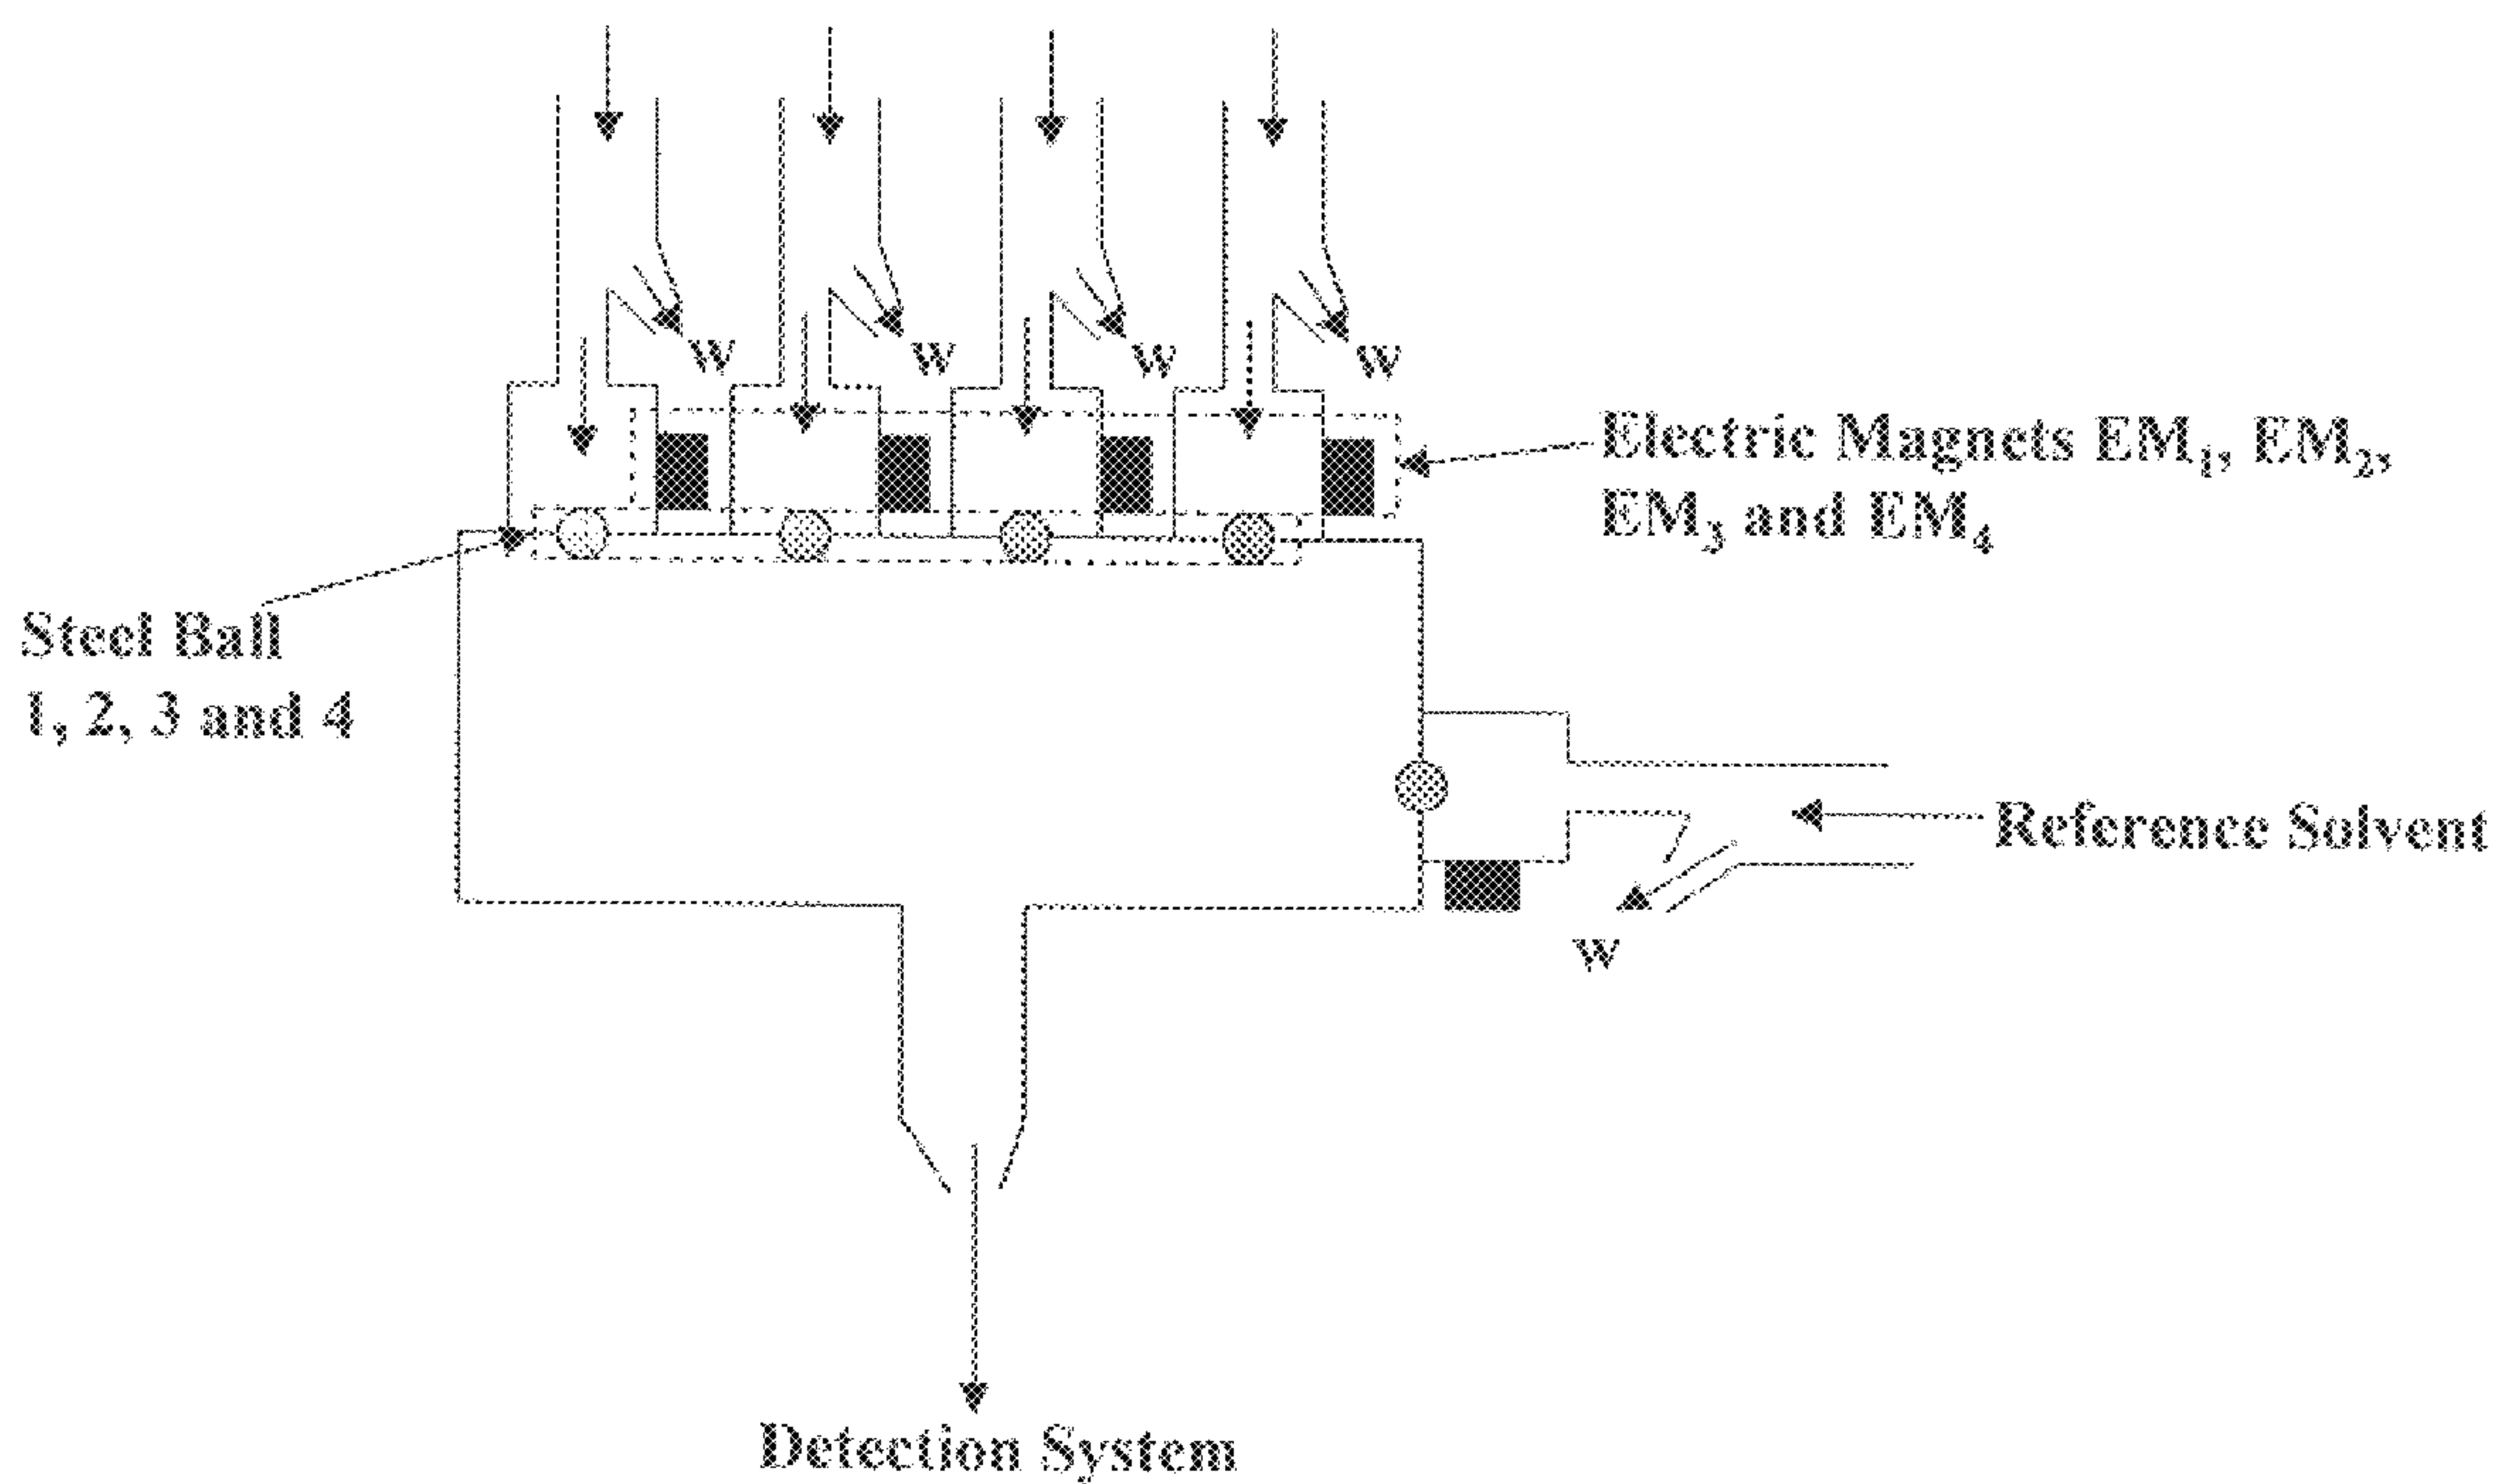 w w w w
Electric Magnets EM₁, EM₂,
EM₃ and EM₄
Steel Ball
1, 2, 3 and 4
Reference Solvent
w
Detection System